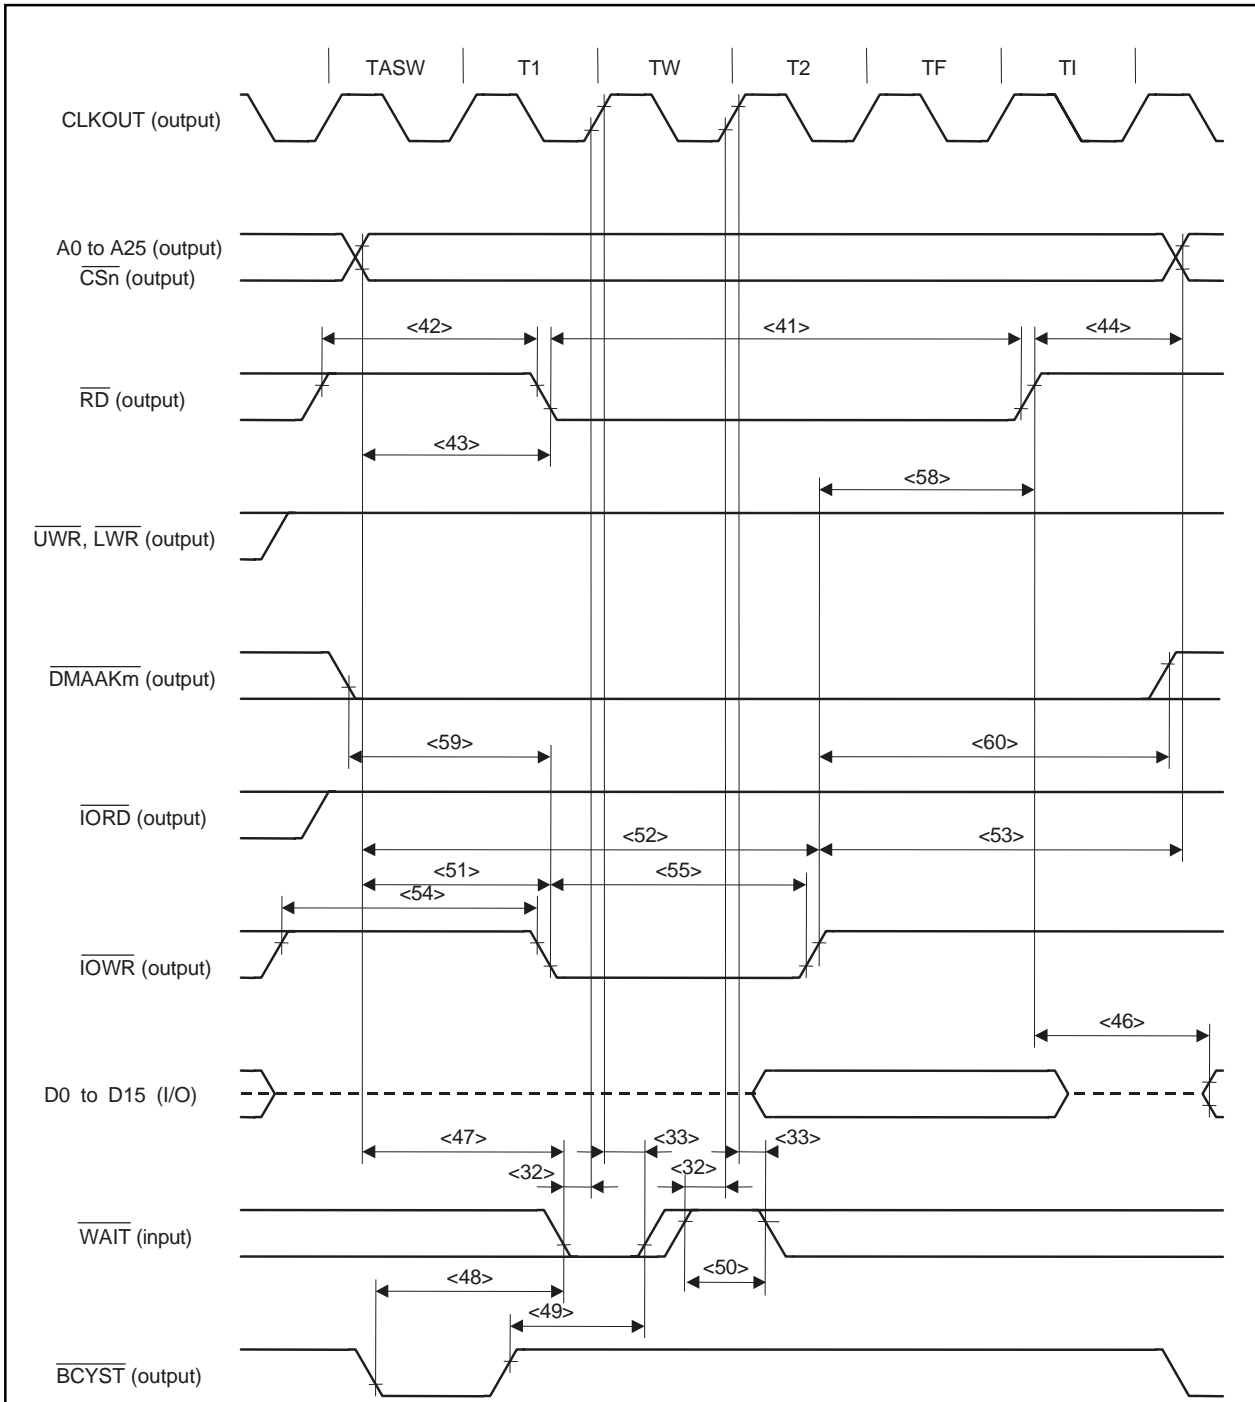 TASW T1 TW T2 TF TI
CLKOUT (output)
A0 to A25 (output)
CSn (output)
<42> <41> <44>
RD (output)
<43>
<58>
UWR, LWR (output)
DMAAKm (output)
<59> <60>
IORD (output)
<52> <53>
<51> <55>
<54>
IOWR (output)
<46>
D0 to D15 (I/O)
<47> <33> <33>
<32> <32>
WAIT (input)
<50>
<48>
<49>
BCYST (output)